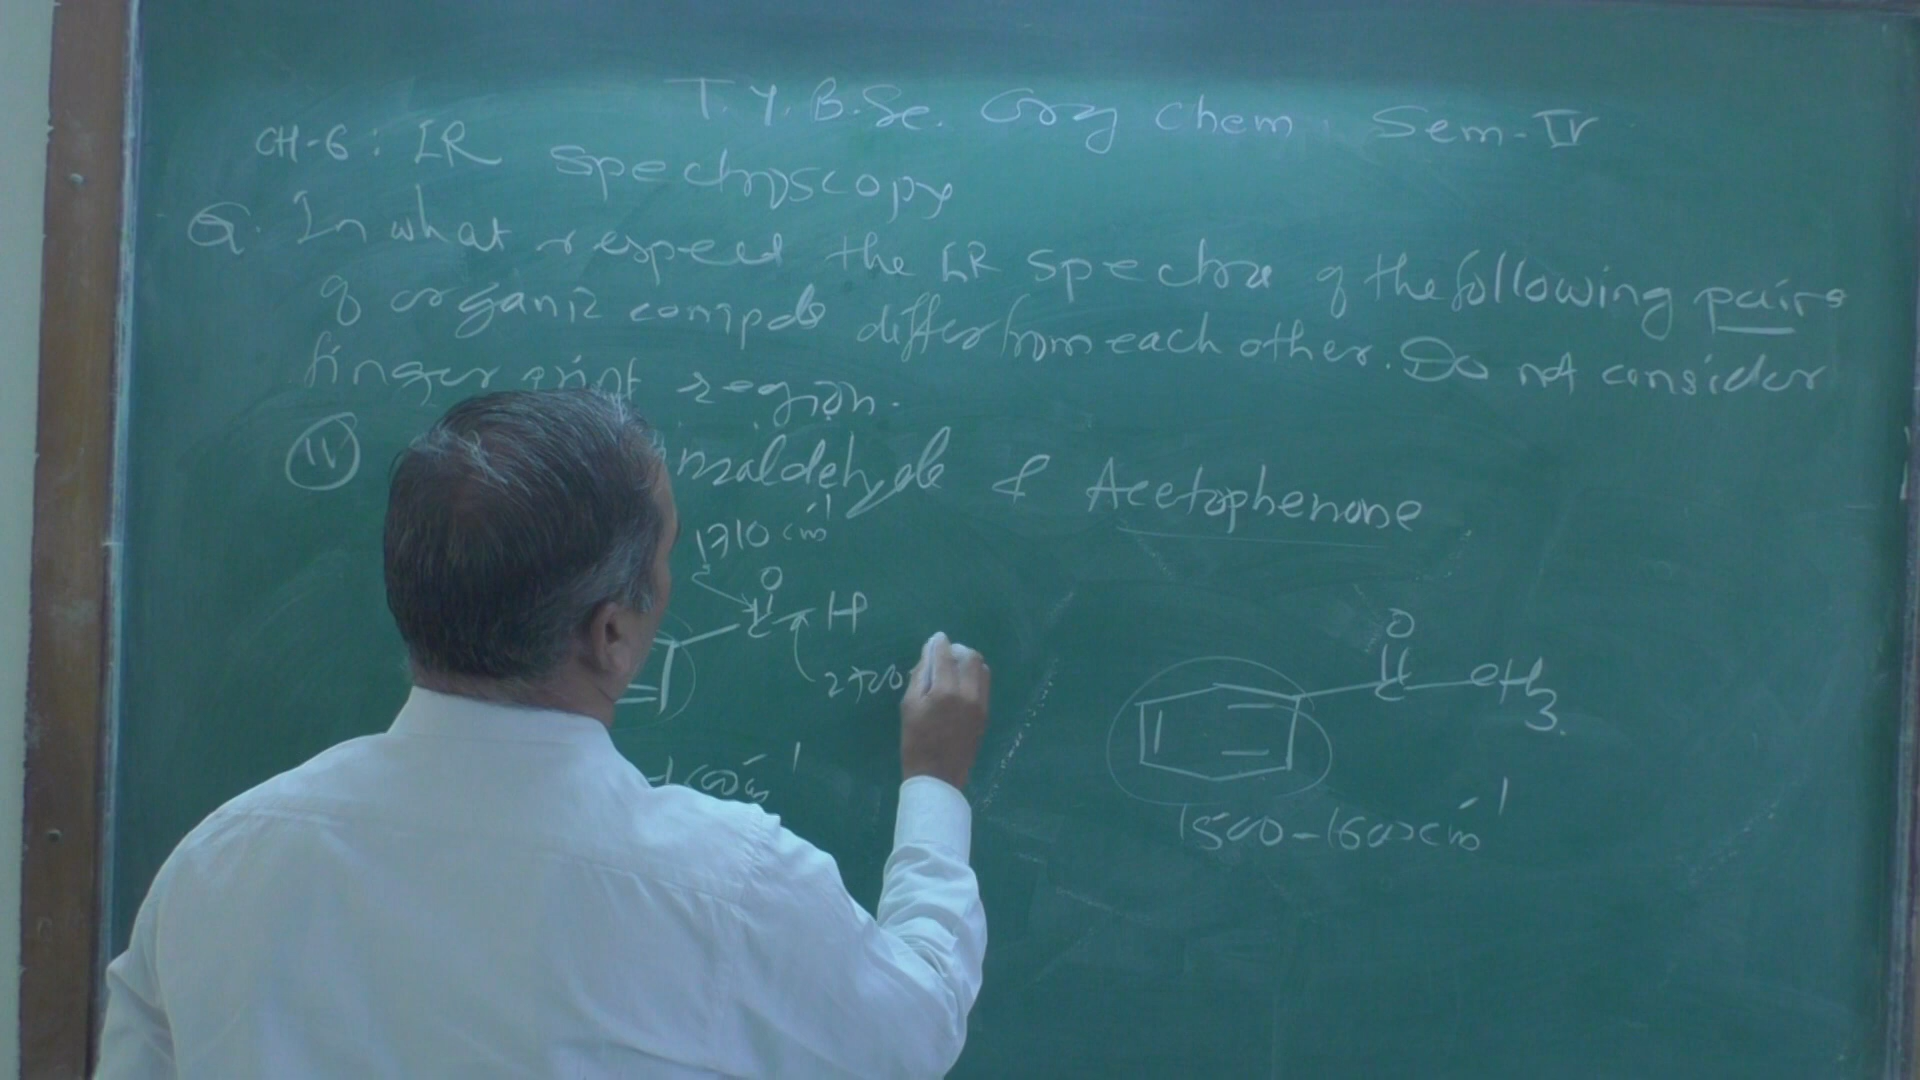 T.Y.B.Sc. Org Chem. Sem-IV
CH-6: IR Spectroscopy
Q. In what respect the IR spectra of the following pairs
of organic compds differ from each other. Do not consider
finger print region.
IV nzaldehyde & Acetophenone
1710 cm-1
O
C H
2700
O
C CH3.
1500-1600 cm-1